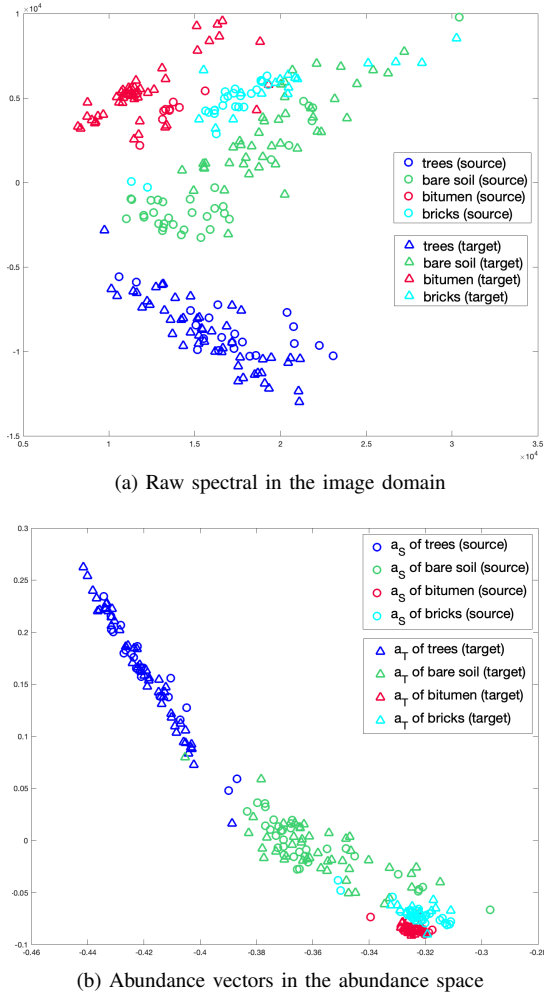 ×10⁴
1
0.5
0
-0.5
-1
-1.5
0.5
1
1.5
2
2.5
3
3.5
×10⁴
trees (source)
bare soil (source)
bitumen (source)
bricks (source)
trees (target)
bare soil (target)
bitumen (target)
bricks (target)
(a) Raw spectral in the image domain
0.3
0.25
0.2
0.15
0.1
0.05
0
-0.05
-0.1
-0.46
-0.44
-0.42
-0.4
-0.38
-0.36
-0.34
-0.32
-0.3
-0.28
a_S of trees (source)
a_S of bare soil (source)
a_S of bitumen (source)
a_S of bricks (source)
a_T of trees (target)
a_T of bare soil (target)
a_T of bitumen (target)
a_T of bricks (target)
(b) Abundance vectors in the abundance space